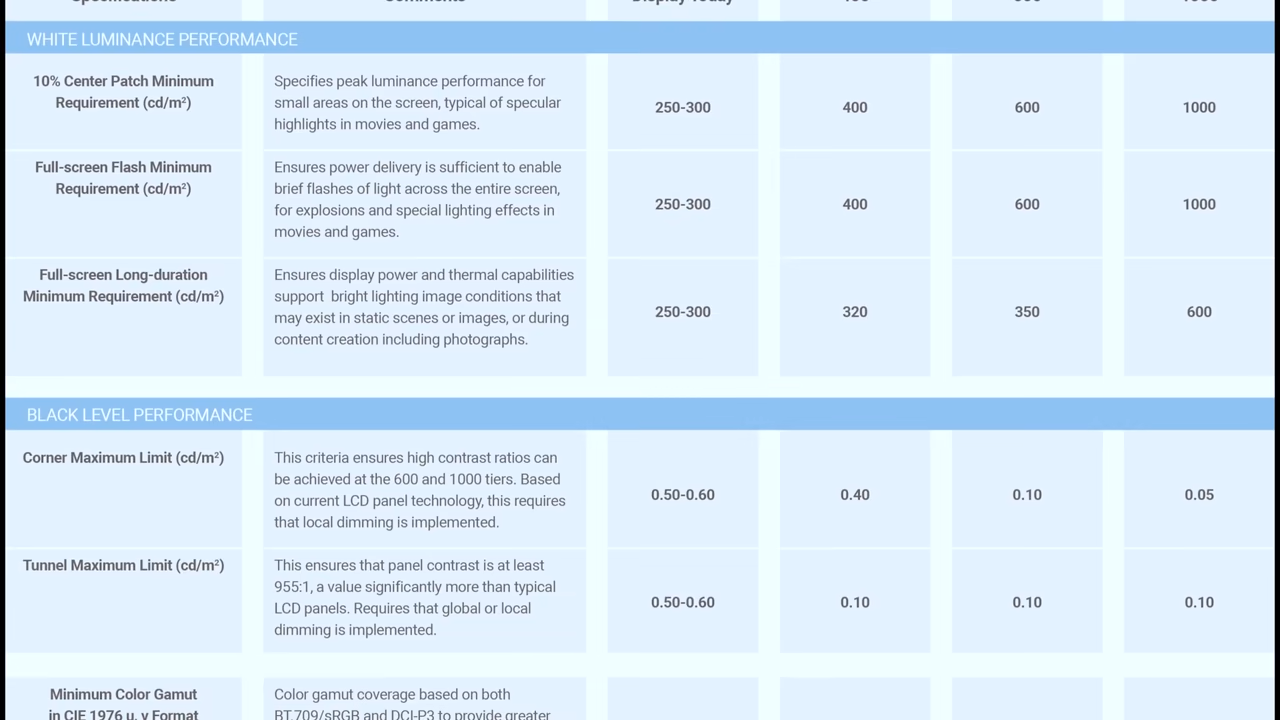 WHITE LUMINANCE PERFORMANCE
10% Center Patch Minimum
Requirement (cd/m²)
Specifies peak luminance performance for
small areas on the screen, typical of specular
highlights in movies and games.
250-300
400
600
1000
Full-screen Flash Minimum
Requirement (cd/m²)
Ensures power delivery is sufficient to enable
brief flashes of light across the entire screen,
for explosions and special lighting effects in
movies and games.
250-300
400
600
1000
Full-screen Long-duration
Minimum Requirement (cd/m²)
Ensures display power and thermal capabilities
support bright lighting image conditions that
may exist in static scenes or images, or during
content creation including photographs.
250-300
320
350
600
BLACK LEVEL PERFORMANCE
Corner Maximum Limit (cd/m²)
This criteria ensures high contrast ratios can
be achieved at the 600 and 1000 tiers. Based
on current LCD panel technology, this requires
that local dimming is implemented.
0.50-0.60
0.40
0.10
0.05
Tunnel Maximum Limit (cd/m²)
This ensures that panel contrast is at least
955:1, a value significantly more than typical
LCD panels. Requires that global or local
dimming is implemented.
0.50-0.60
0.10
0.10
0.10
Minimum Color Gamut
in CIE 1976 u, v Format
Color gamut coverage based on both
BT.709/sRGB and DCI-P3 to provide greater